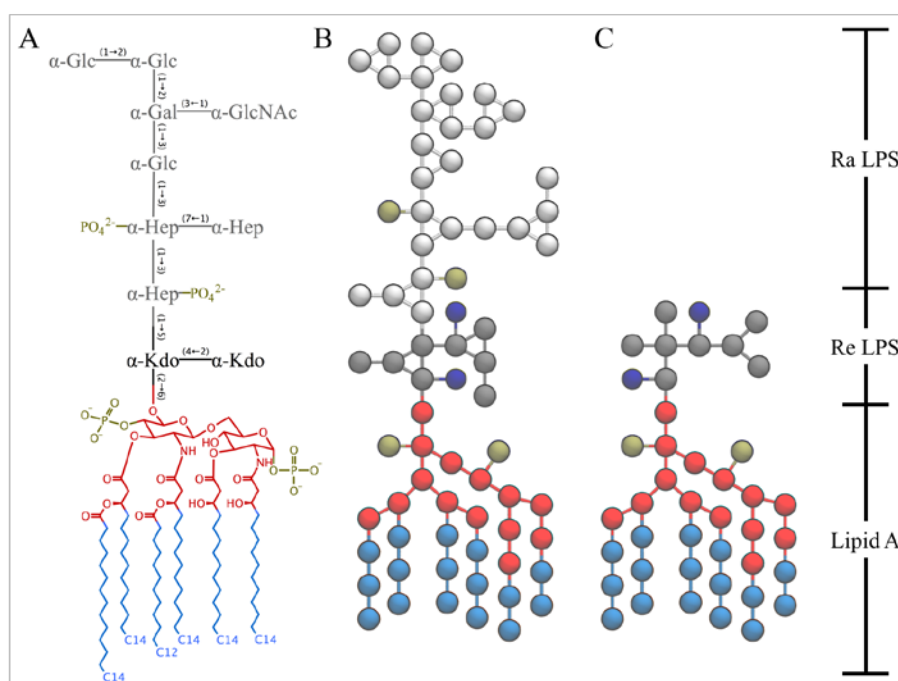 A
B
C
α-Glc (1→2) α-Glc
(1→2)
α-Gal (3←1) α-GlcNAc
(1→3)
α-Glc
(1→3)
PO₄²⁻ α-Hep (7←1) α-Hep
(1→3)
α-Hep PO₄²⁻
(1→5)
α-Kdo (4←2) α-Kdo
(2→6)
Ra LPS
Re LPS
Lipid A
O⁻ P O O O O
O⁻ O O HO O
O NH O NH O P O⁻
O O O O O O⁻
O O O O HO HO
C14 C14 C14 C14
C12
C14